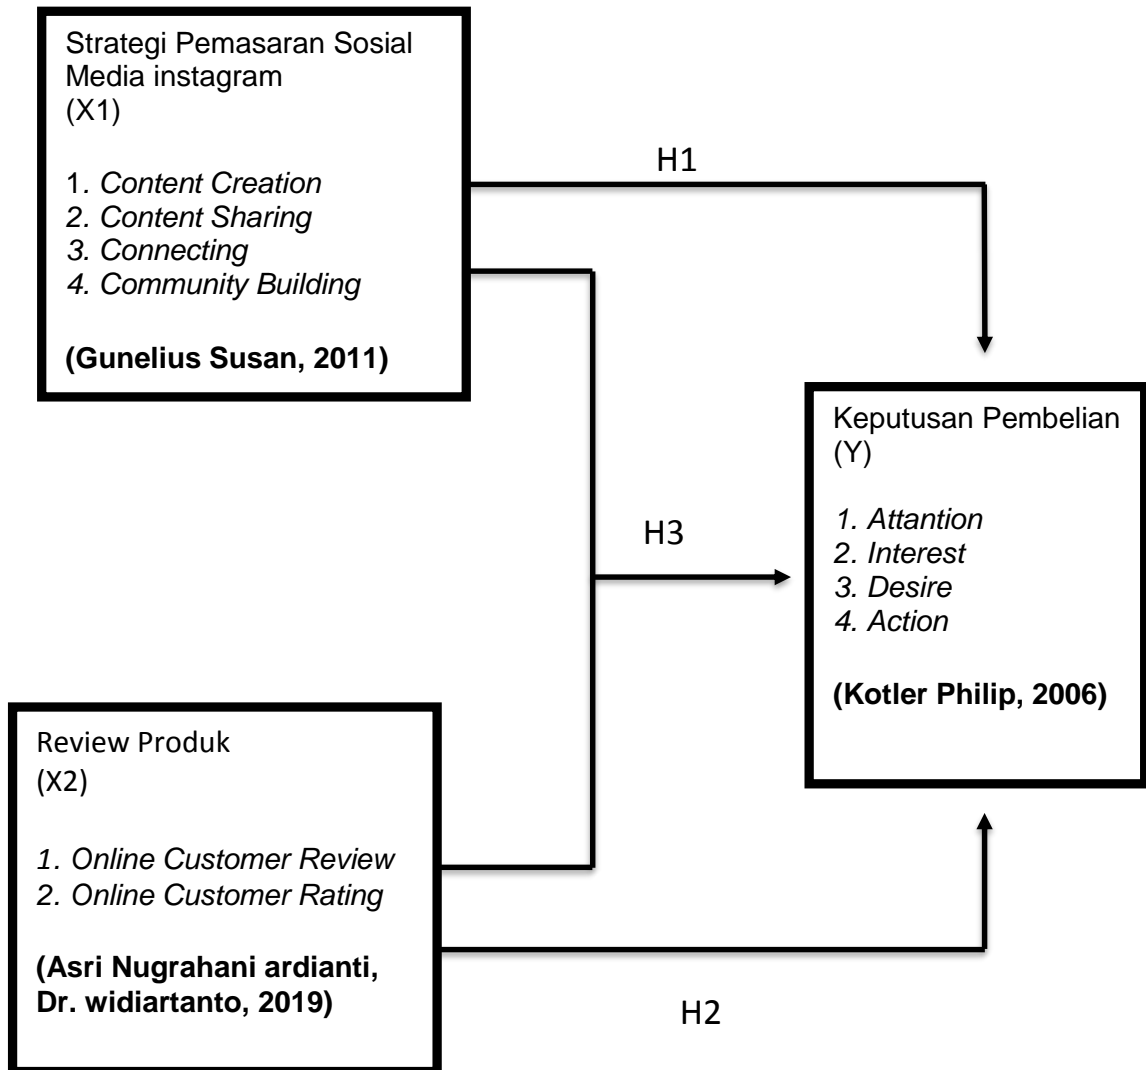 Strategi Pemasaran Sosial
Media instagram
(X1)
1. Content Creation
2. Content Sharing
3. Connecting
4. Community Building
(Gunelius Susan, 2011)
H1
Keputusan Pembelian
(Y)
1. Attantion
2. Interest
3. Desire
4. Action
(Kotler Philip, 2006)
H3
Review Produk
(X2)
1. Online Customer Review
2. Online Customer Rating
(Asri Nugrahani ardianti,
Dr. widiartanto, 2019)
H2